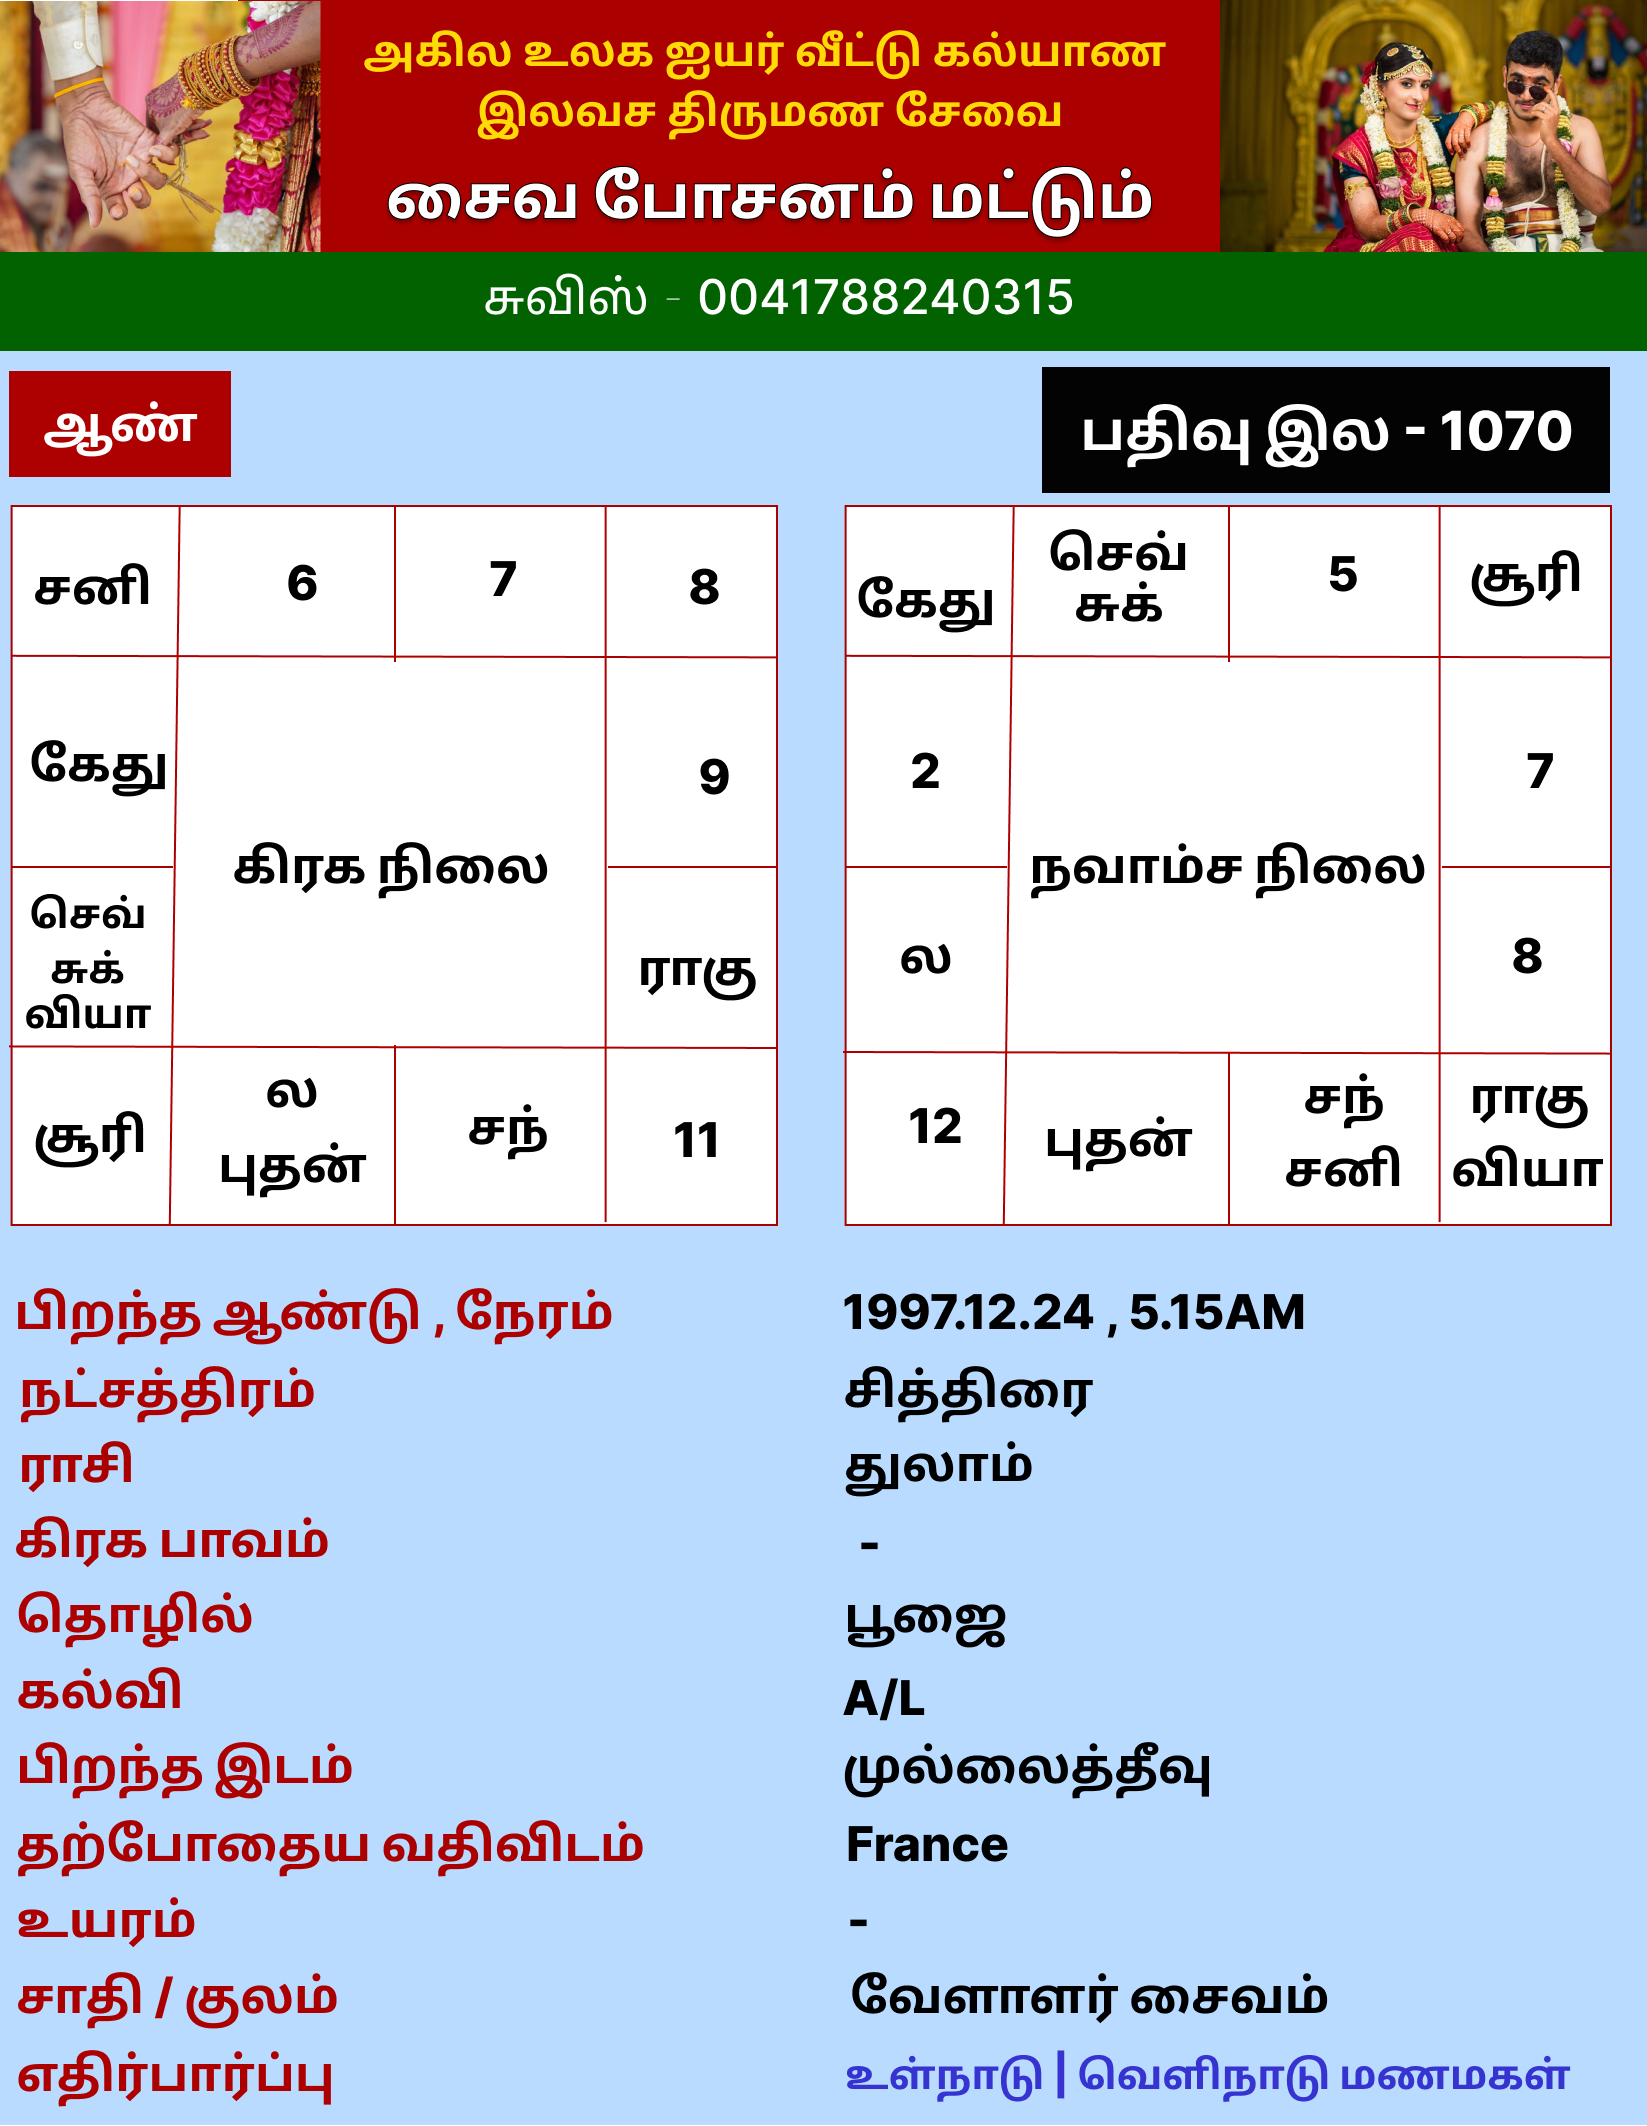 அகில உலக ஐயர் வீட்டு கல்யாண
இலவச திருமண சேவை
சைவ போசனம் மட்டும்
சுவிஸ் - 0041788240315
ஆண்
பதிவு இல - 1070
சனி 6 7 8
கேது 9
கிரக நிலை
செவ்
சுக்
வியா
ராகு
சூரி
ல
புதன்
சந்
11
கேது
செவ்
சுக்
5
சூரி
2 7
நவாம்ச நிலை
ல 8
12
புதன்
சந்
சனி
ராகு
வியா
பிறந்த ஆண்டு , நேரம் 1997.12.24 , 5.15AM
நட்சத்திரம் சித்திரை
ராசி துலாம்
கிரக பாவம் -
தொழில் பூஜை
கல்வி A/L
பிறந்த இடம் முல்லைத்தீவு
தற்போதைய வதிவிடம் France
உயரம் -
சாதி / குலம் வேளாளர் சைவம்
எதிர்பார்ப்பு உள்நாடு | வெளிநாடு மணமகள்